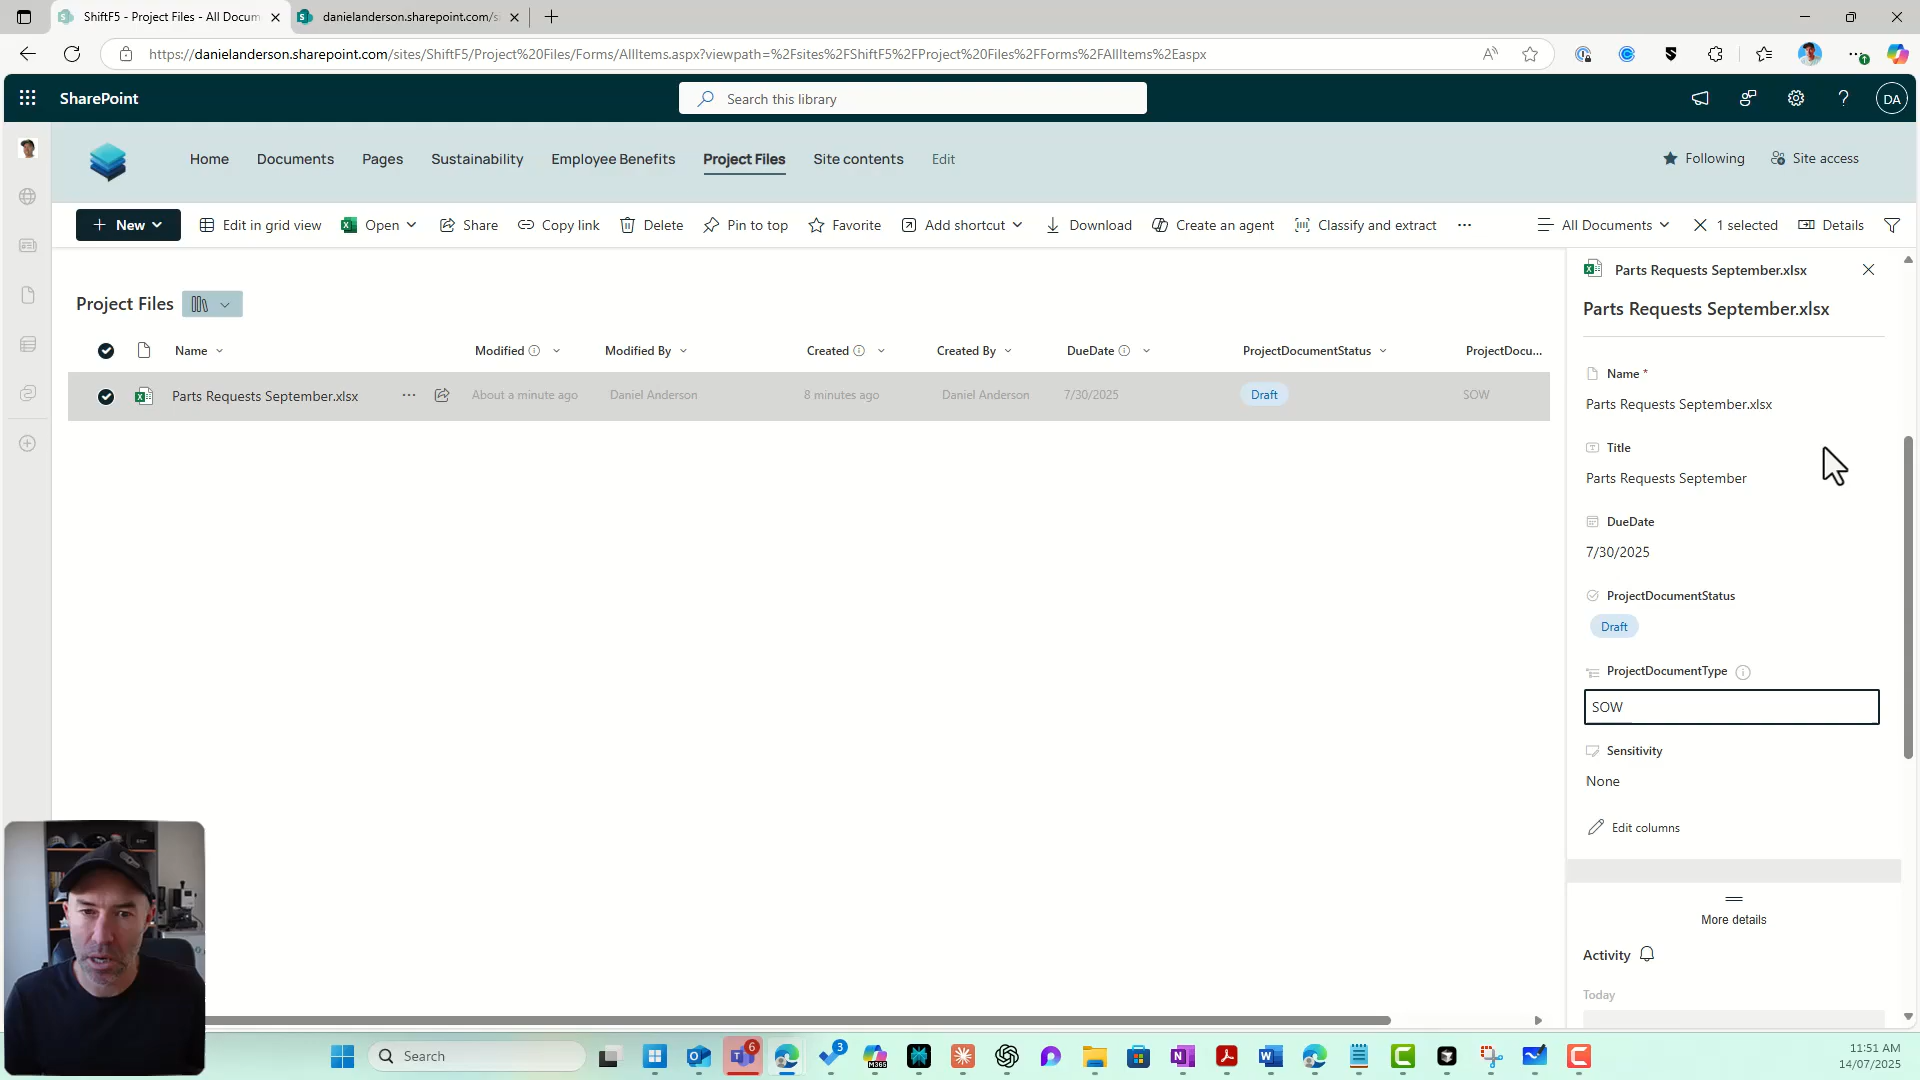 ShiftF5 - Project Files - All Docum
danielanderson.sharepoint.com/s
https://danielanderson.sharepoint.com/sites/ShiftF5/Project%20Files/Forms/AllItems.aspx?viewpath=%2Fsites%2FShiftF5%2FProject%20Files%2FForms%2FAllItems%2Easpx
SharePoint
Search this library
DA
Home
Documents
Pages
Sustainability
Employee Benefits
Project Files
Site contents
Edit
Following
Site access
New
Edit in grid view
Open
Share
Copy link
Delete
Pin to top
Favorite
Add shortcut
Download
Create an agent
Classify and extract
All Documents
1 selected
Details
Project Files
Name
Modified
Modified By
Created
Created By
DueDate
ProjectDocumentStatus
ProjectDocu...
Parts Requests September.xlsx
About a minute ago
Daniel Anderson
8 minutes ago
Daniel Anderson
7/30/2025
Draft
SOW
Parts Requests September.xlsx
Parts Requests September.xlsx
Name *
Parts Requests September.xlsx
Title
Parts Requests September
DueDate
7/30/2025
ProjectDocumentStatus
Draft
ProjectDocumentType
SOW
Sensitivity
None
Edit columns
More details
Activity
Today
Search
6
3
M365
11:51 AM
14/07/2025